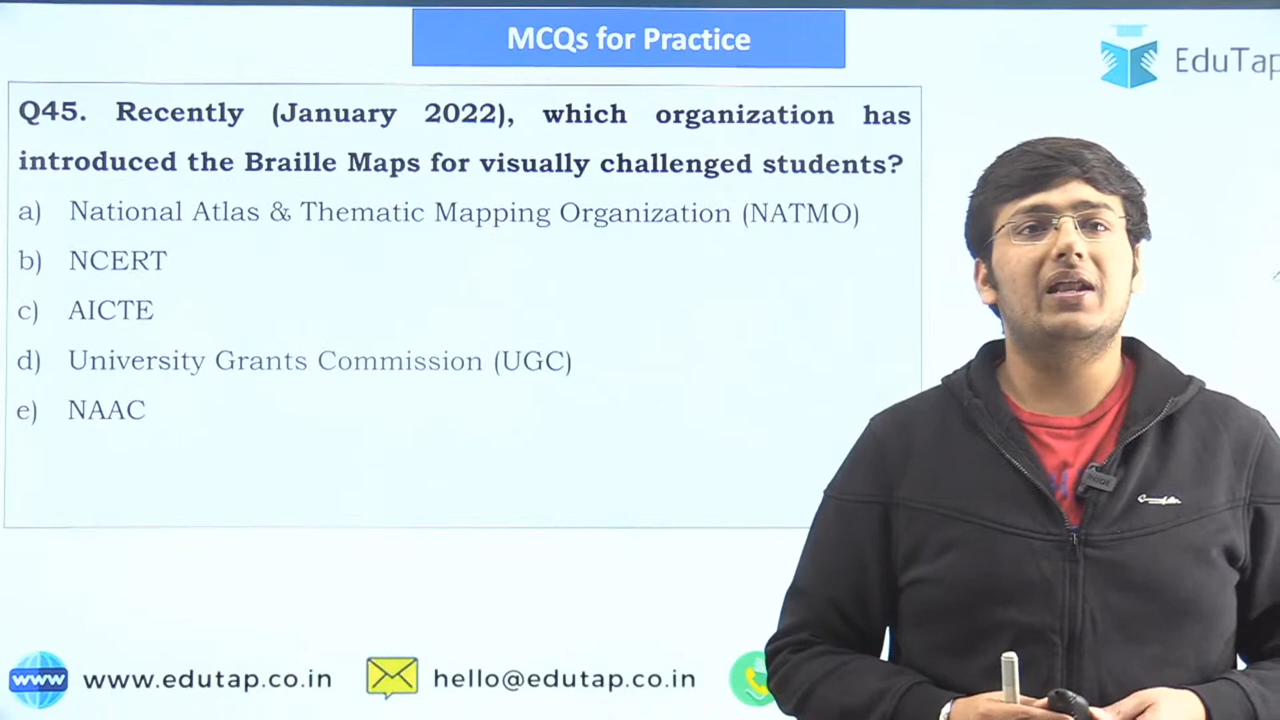 MCQs for Practice
EduTap
Q45. Recently (January 2022), which organization has
introduced the Braille Maps for visually challenged students?
a) National Atlas & Thematic Mapping Organization (NATMO)
b) NCERT
c) AICTE
d) University Grants Commission (UGC)
e) NAAC
www www.edutap.co.in hello@edutap.co.in